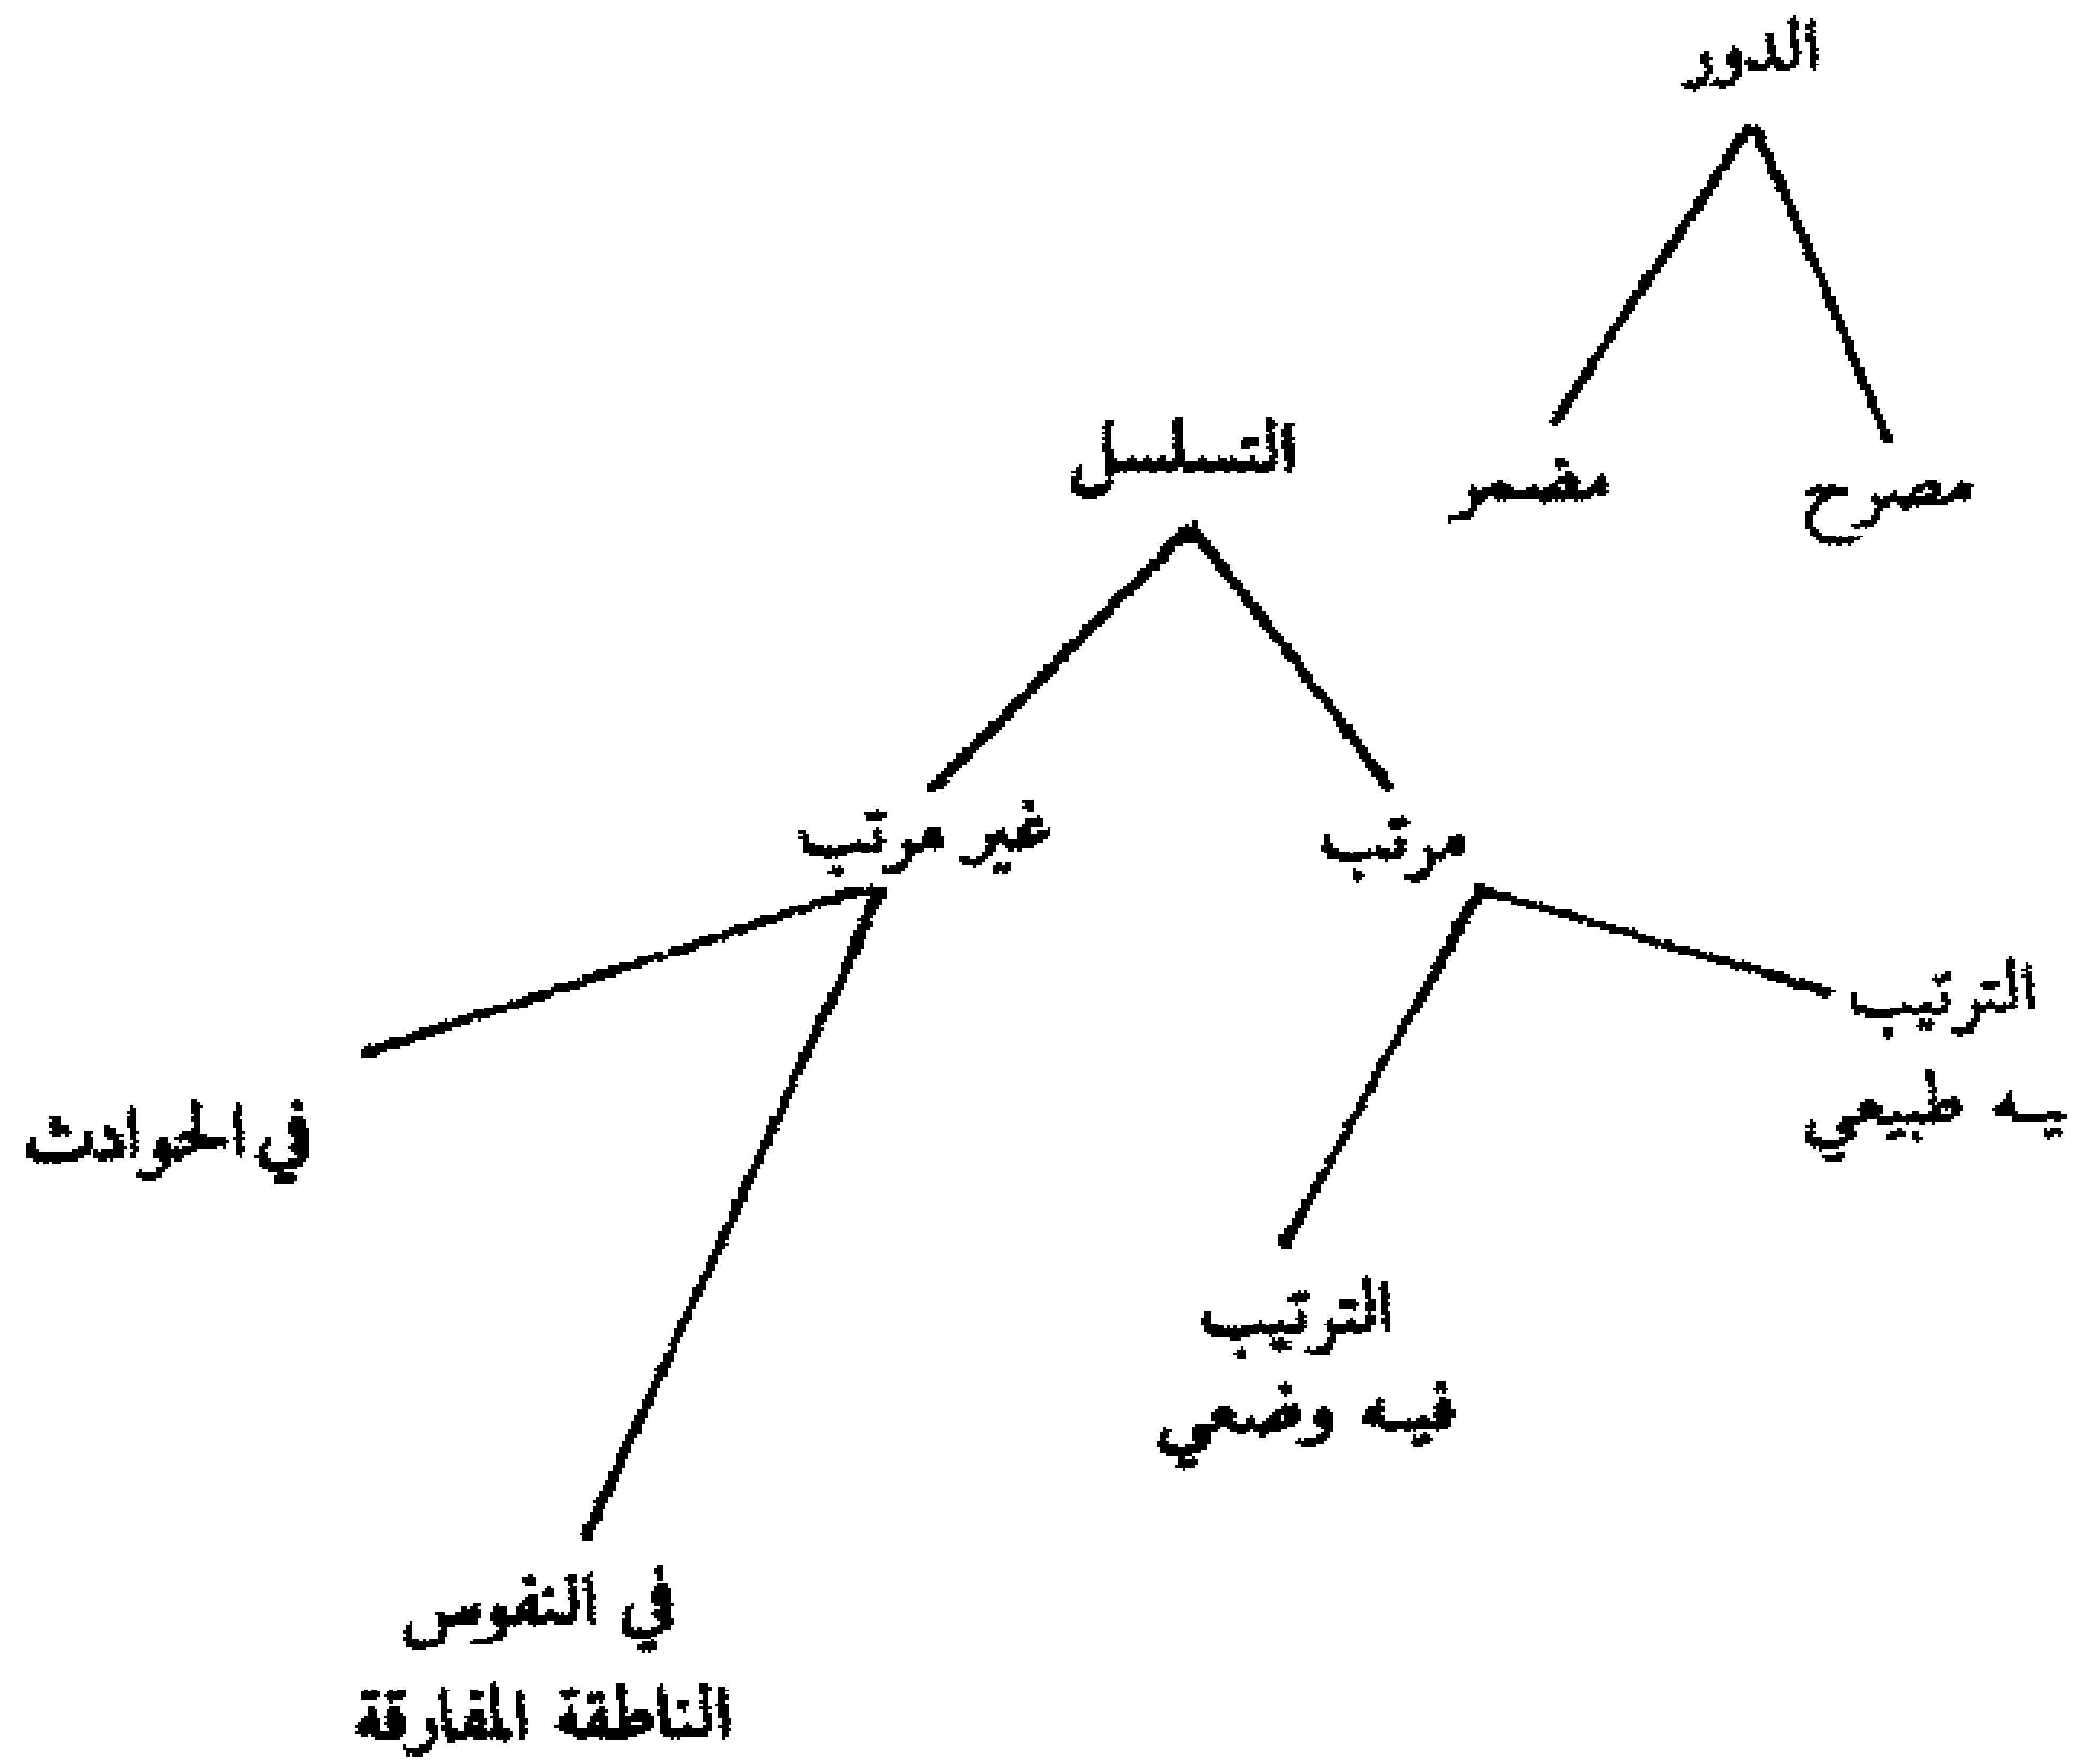 الدور
مصرح
مضمر
التسلسل
مرتب
غير مرتب
الترتيب
يه طبيعي
الترتيب
فيه وضعي
في الحوادث
في النفوس
الناطقة المفارقة